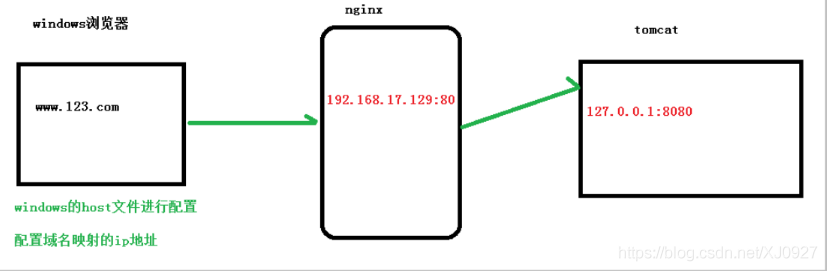 windows浏览器
nginx
tomcat
www.123.com
192.168.17.129:80
127.0.0.1:8080
windows的host文件进行配置
配置域名映射的ip地址
https://blog.csdn.net/XJ0927